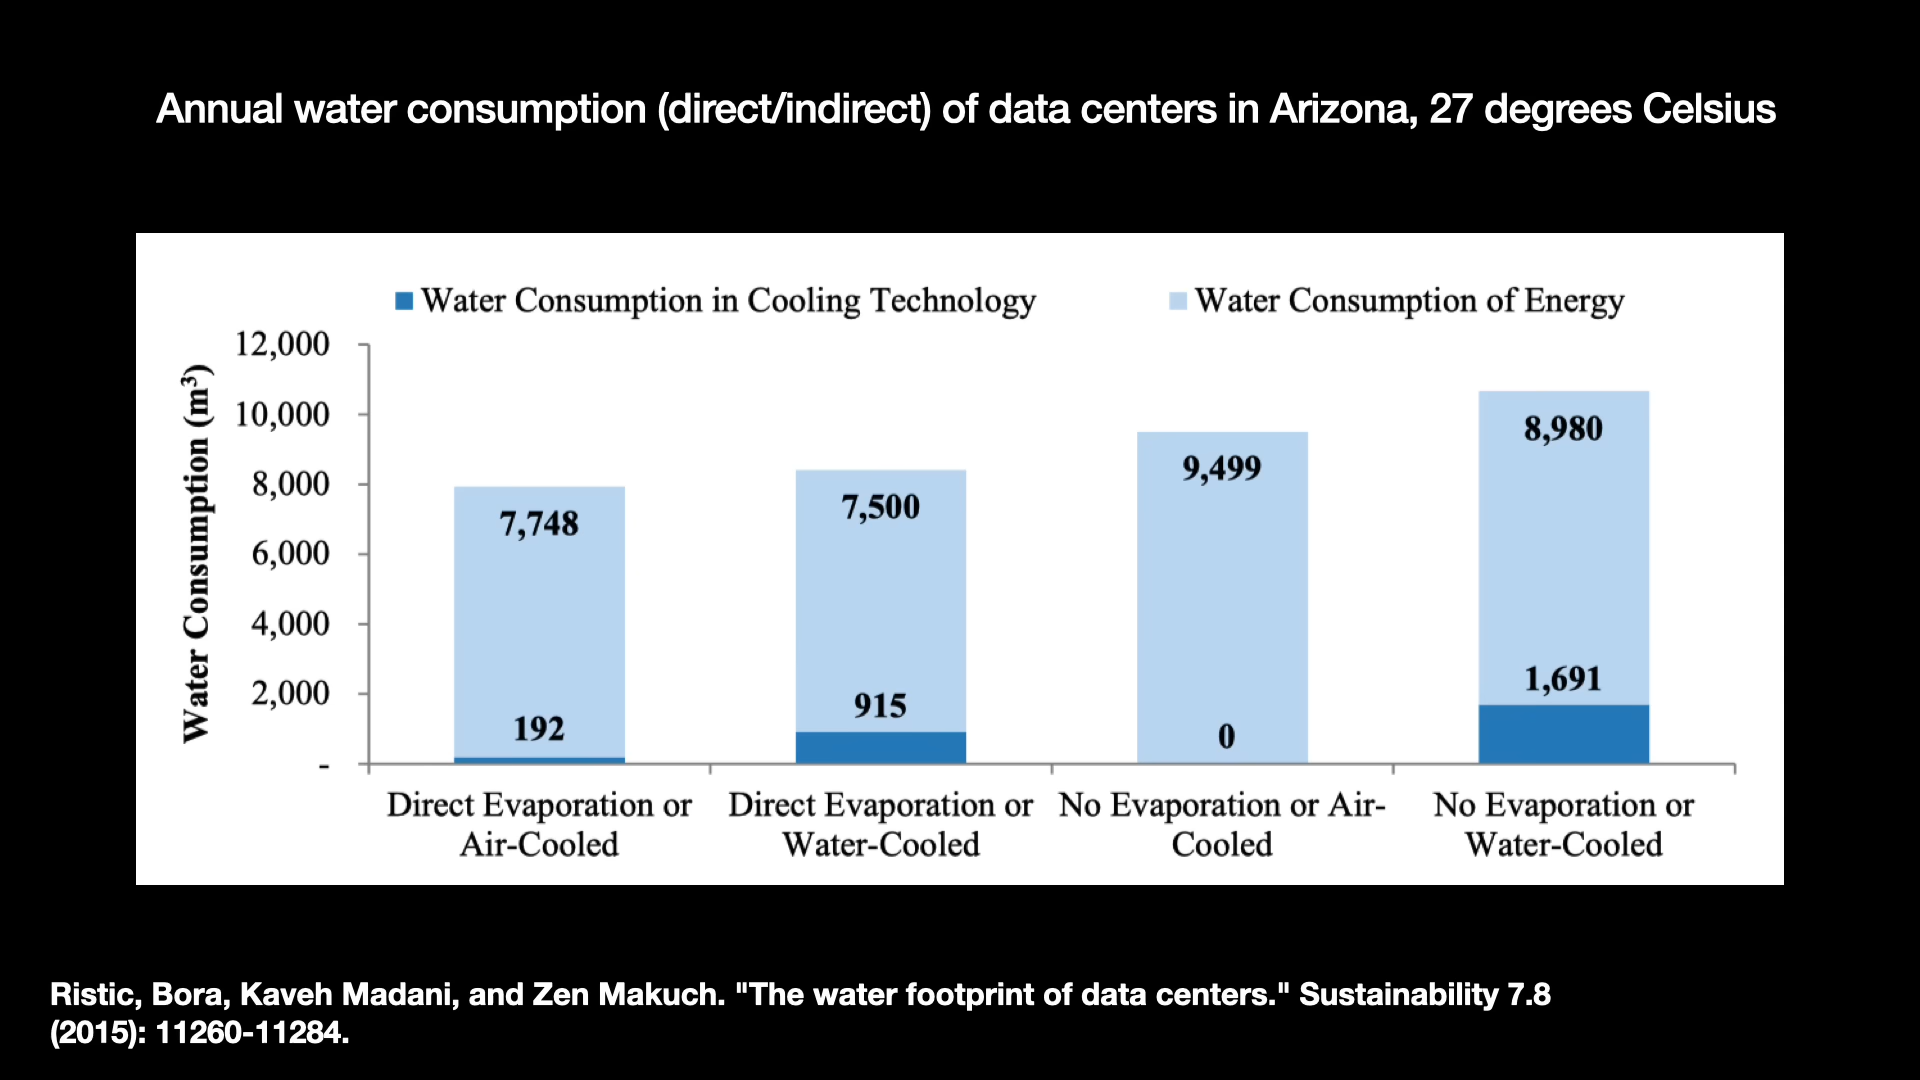 Annual water consumption (direct/indirect) of data centers in Arizona, 27 degrees Celsius
Water Consumption in Cooling Technology
Water Consumption of Energy
Water Consumption (m³)
12,000
10,000
8,000
6,000
4,000
2,000
-
7,748
192
7,500
915
9,499
0
8,980
1,691
Direct Evaporation or
Air-Cooled
Direct Evaporation or
Water-Cooled
No Evaporation or Air-
Cooled
No Evaporation or
Water-Cooled
Ristic, Bora, Kaveh Madani, and Zen Makuch. "The water footprint of data centers." Sustainability 7.8
(2015): 11260-11284.